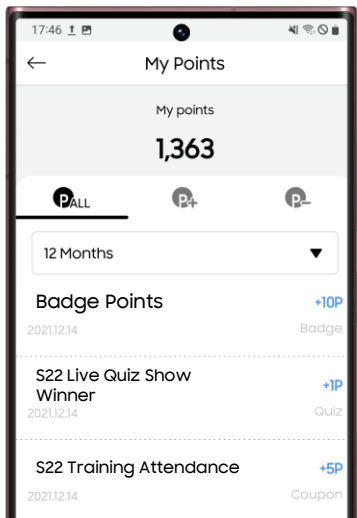 17:46
My Points
My points
1,363
PALL
P+
P-
12 Months
Badge Points
+10P
2021.12.14
Badge
S22 Live Quiz Show
Winner
+1P
2021.12.14
Quiz
S22 Training Attendance
+5P
2021.12.14
Coupon